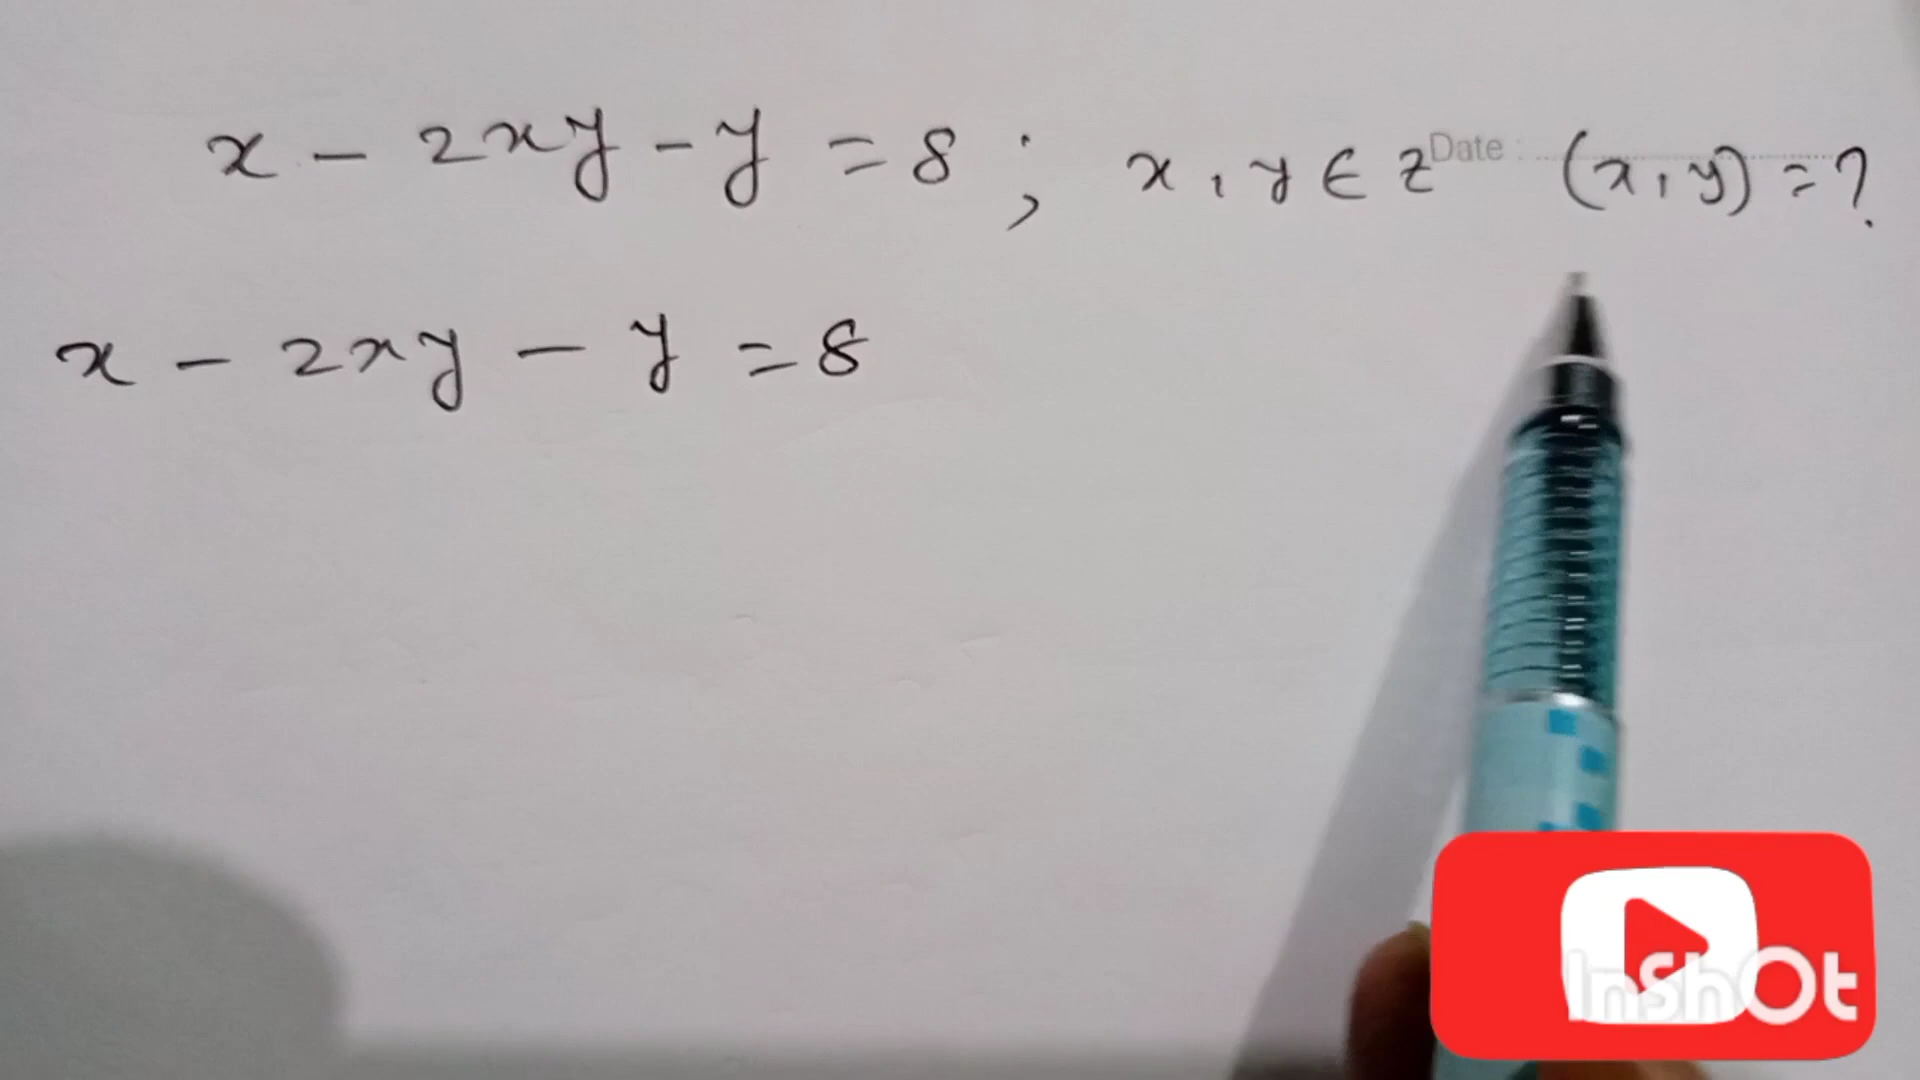 x - 2xy - y = 8 ; x, y ∈ z (x, y) = ?
Date
x - 2xy - y = 8
InShOt